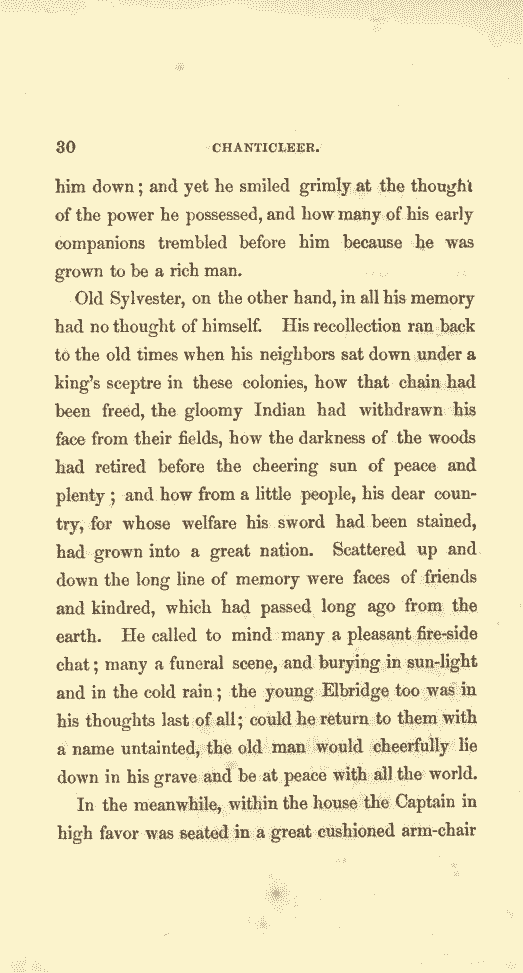 30 CHANTICLEER.
him down; and yet he smiled grimly at the thought
of the power he possessed, and how many of his early
companions trembled before him because he was
grown to be a rich man.
Old Sylvester, on the other hand, in all his memory
had no thought of himself. His recollection ran back
to the old times when his neighbors sat down under a
king's sceptre in these colonies, how that chain had
been freed, the gloomy Indian had withdrawn his
face from their fields, how the darkness of the woods
had retired before the cheering sun of peace and
plenty; and how from a little people, his dear coun-
try, for whose welfare his sword had been stained,
had grown into a great nation. Scattered up and
down the long line of memory were faces of friends
and kindred, which had passed long ago from the
earth. He called to mind many a pleasant fire-side
chat; many a funeral scene, and burying in sun-light
and in the cold rain; the young Elbridge too was in
his thoughts last of all; could he return to them with
a name untainted, the old man would cheerfully lie
down in his grave and be at peace with all the world.
In the meanwhile, within the house the Captain in
high favor was seated in a great cushioned arm-chair